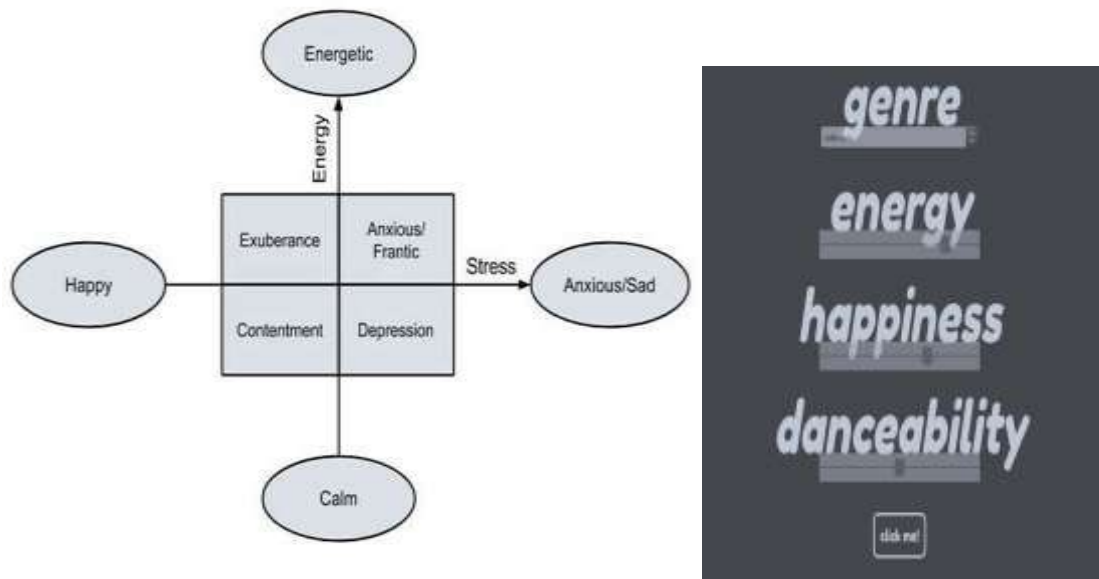 Energetic
Energy
Exuberance
Anxious/
Frantic
Stress
Happy
Anxious/Sad
Contentment
Depression
Calm
genre
energy
happiness
danceability
click me!